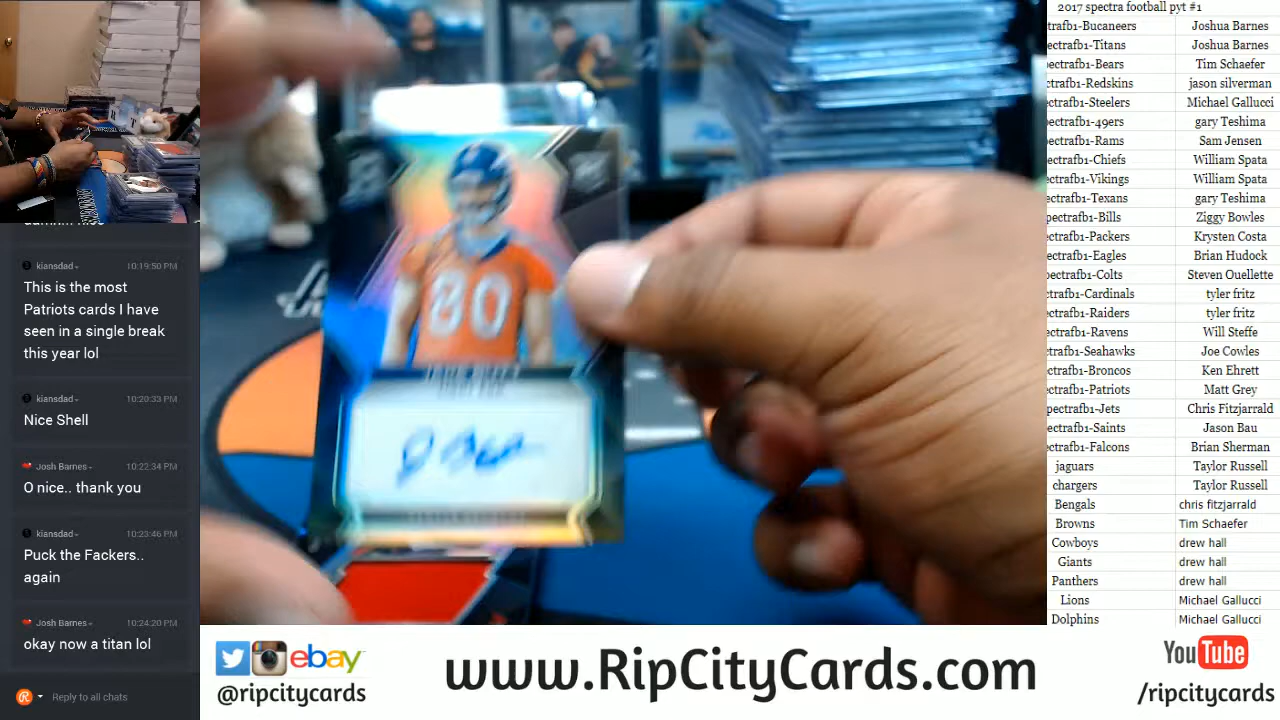 kiansdad - 10:19:50 PM
This is the most
Patriots cards I have
seen in a single break
this year lol
kiansdad - 10:20:33 PM
Nice Shell
Josh Barnes - 10:22:34 PM
O nice.. thank you
kiansdad - 10:23:46 PM
Puck the Fackers..
again
Josh Barnes - 10:24:20 PM
okay now a titan lol
Reply to all chats
80
2017 spectra football pyt #1
trafb1-Bucaneers Joshua Barnes
ectrafb1-Titans Joshua Barnes
ectrafb1-Bears Tim Schaefer
ectrafb1-Redskins jason silverman
ectrafb1-Steelers Michael Gallucci
ectrafb1-49ers gary Teshima
ectrafb1-Rams Sam Jensen
ectrafb1-Chiefs William Spata
ectrafb1-Vikings William Spata
ectrafb1-Texans gary Teshima
pectrafb1-Bills Ziggy Bowles
ectrafb1-Packers Krysten Costa
ectrafb1-Eagles Brian Hudock
ectrafb1-Colts Steven Ouellette
ctrafb1-Cardinals tyler fritz
ectrafb1-Raiders tyler fritz
ectrafb1-Ravens Will Steffe
ctrafb1-Seahawks Joe Cowles
ectrafb1-Broncos Ken Ehrett
ectrafb1-Patriots Matt Grey
pectrafb1-Jets Chris Fitzjarrald
ectrafb1-Saints Jason Bau
ectrafb1-Falcons Brian Sherman
jaguars Taylor Russell
chargers Taylor Russell
Bengals chris fitzjarrald
Browns Tim Schaefer
Cowboys drew hall
Giants drew hall
Panthers drew hall
Lions Michael Gallucci
Dolphins Michael Gallucci
ebay
@ripcitycards
www.RipCityCards.com
YouTube
/ripcitycards